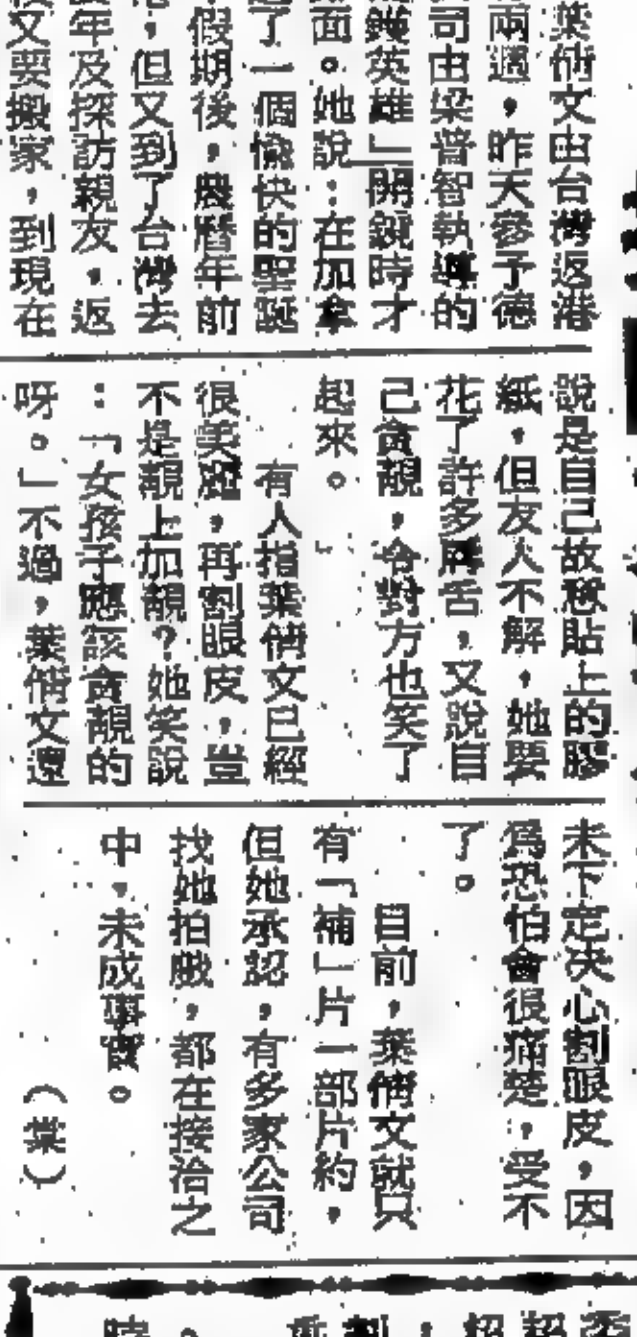 葉倩文由台灣返港
兩週，昨天參予德
司由梁普智執導的
英雄」開鏡時才
面。她說：在加拿
了一個愉快的聖誕
假期後，農曆年前
，但又到了台灣去
年及探訪親友，返
又要搬家，到現在
說是自己故意貼上的膠
紙，但友人不解，她要
花了許多脣舌，又說自
己貪靚，令對方也笑了
起來。
有人指葉倩文已經
很美麗，再割眼皮，豈
不是靚上加靚？她笑說
：「女孩子應該貪靚的
呀。」不過，葉倩文還
未下定決心割眼皮，因
爲恐怕會很痛楚，受不
了。
目前，葉倩文就只
有「補」片一部片約，
但她承認，有多家公司
找她拍戲，都在接洽之
中，未成事實。
（葉）